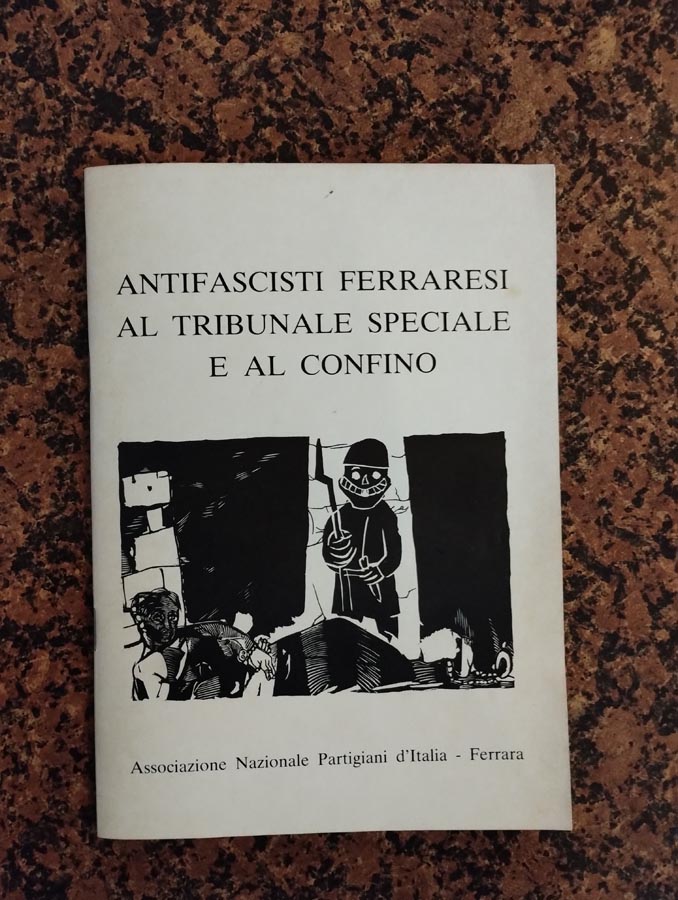 ANTIFASCISTI FERRARESI
AL TRIBUNALE SPECIALE
E AL CONFINO
Associazione Nazionale Partigiani d'Italia - Ferrara